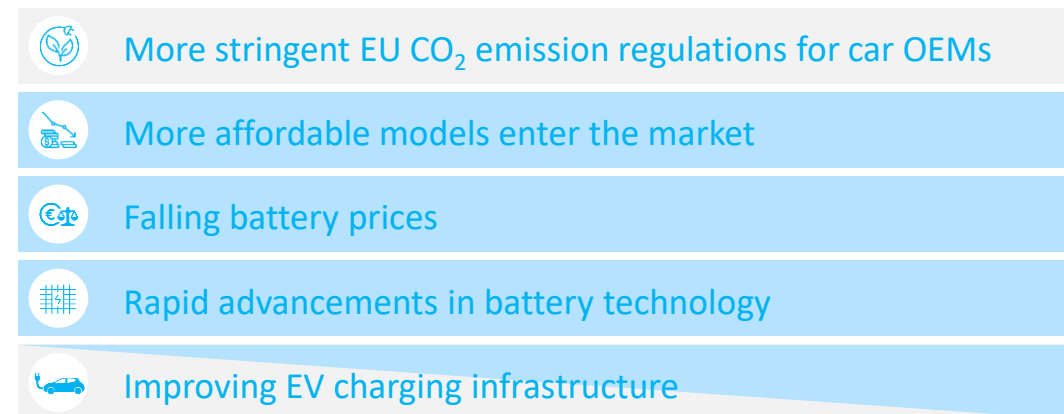 More stringent EU CO₂ emission regulations for car OEMs
More affordable models enter the market
Falling battery prices
Rapid advancements in battery technology
Improving EV charging infrastructure